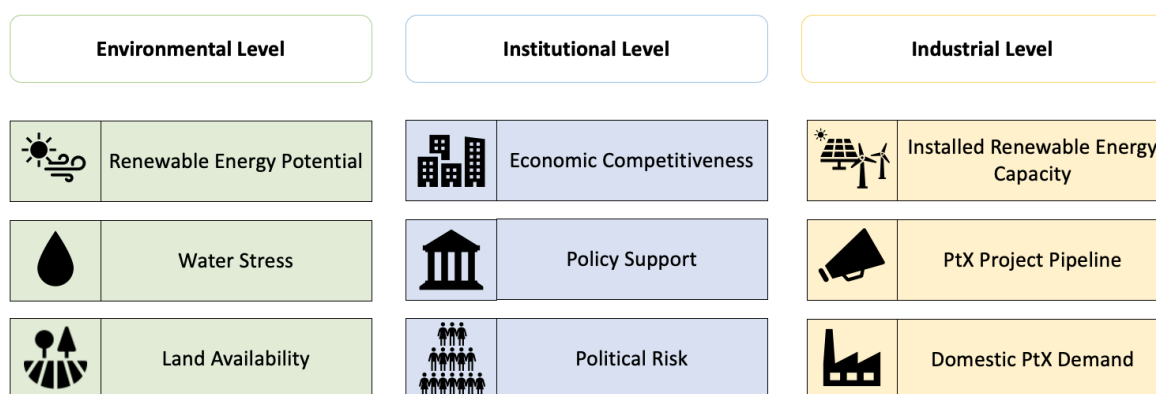 Environmental Level
Institutional Level
Industrial Level
Renewable Energy Potential
Economic Competitiveness
Installed Renewable Energy
Capacity
Water Stress
Policy Support
PtX Project Pipeline
Land Availability
Political Risk
Domestic PtX Demand